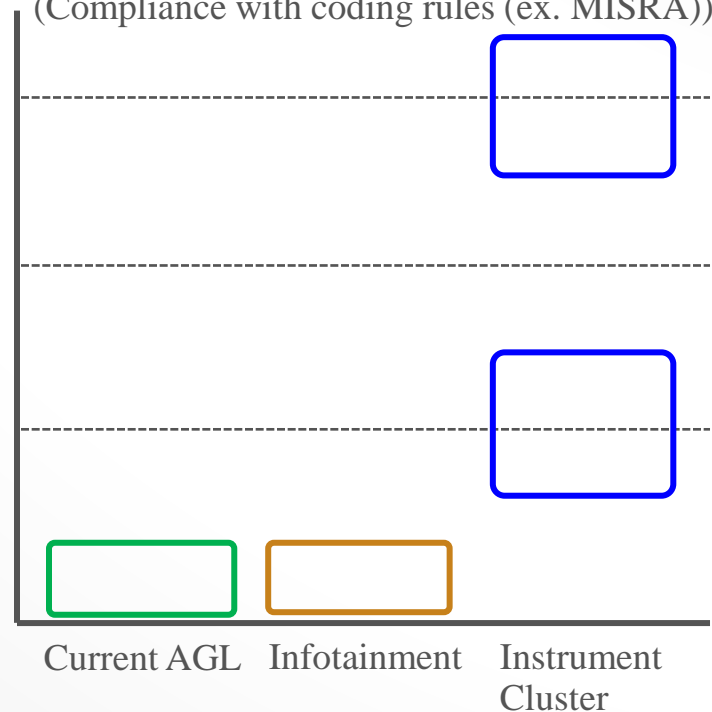 (Compliance with coding rules (ex. MISRA))
Current AGL Infotainment Instrument
Cluster